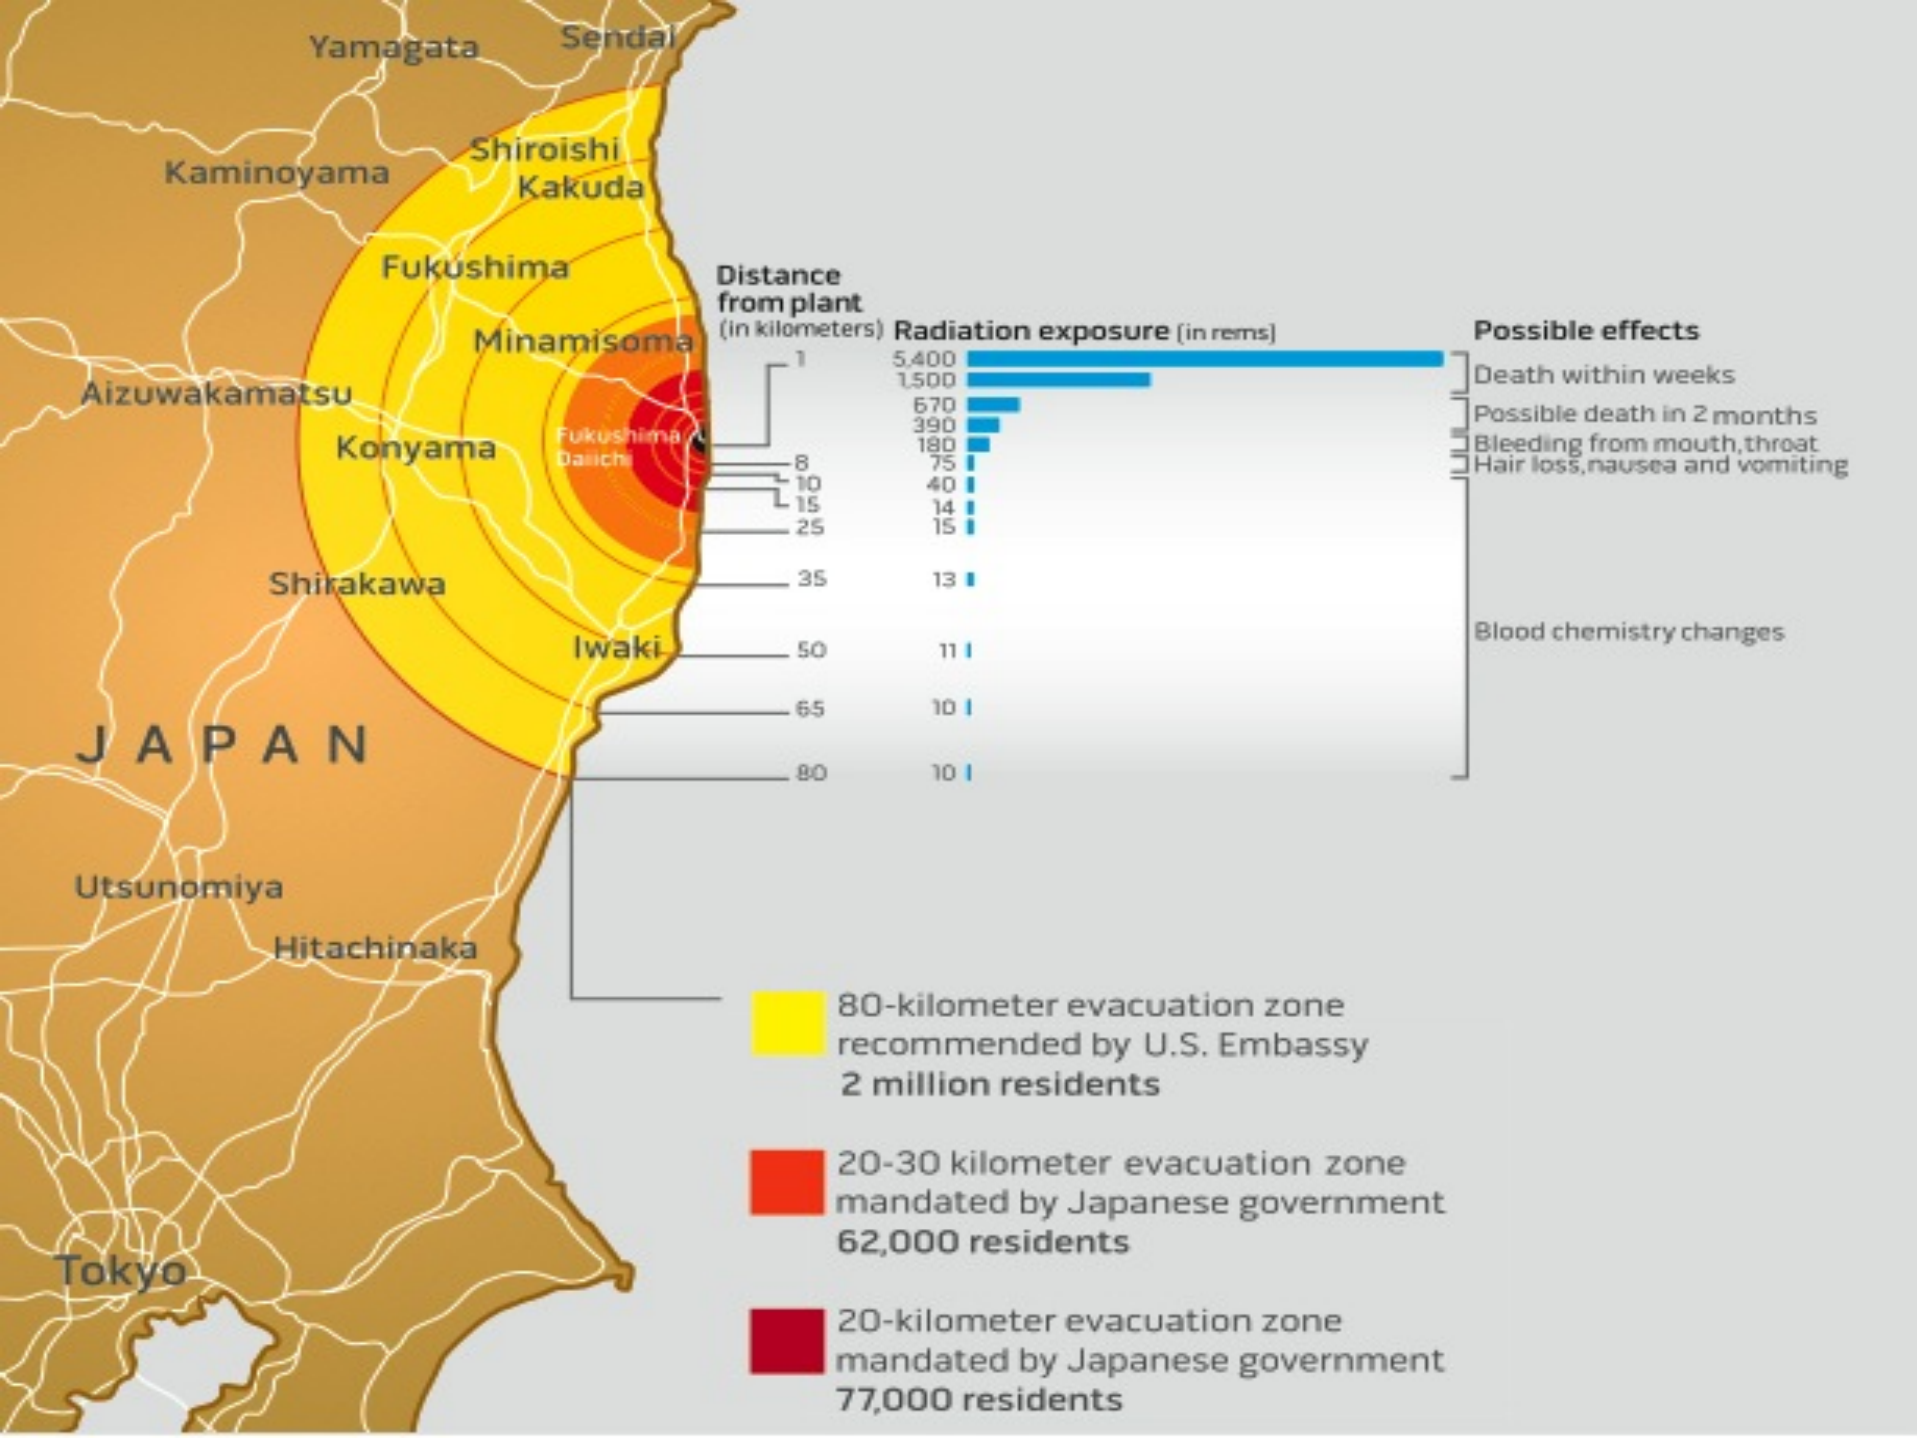 Yamagata
Sendai
Shiroishi
Kaminoyama
Kakuda
Fukushima
Minamisoma
Aizuwakamatsu
Konyama
Fukushima
Daiichi
Shirakawa
Iwaki
JAPAN
Utsunomiya
Hitachinaka
Tokyo
Distance
from plant
(in kilometers)
1
8
10
15
25
35
50
65
80
Radiation exposure (in rems)
5,400
1,500
670
390
180
75
40
14
15
13
11
10
10
Possible effects
Death within weeks
Possible death in 2 months
Bleeding from mouth,throat
Hair loss,nausea and vomiting
Blood chemistry changes
80-kilometer evacuation zone
recommended by U.S. Embassy
2 million residents
20-30 kilometer evacuation zone
mandated by Japanese government
62,000 residents
20-kilometer evacuation zone
mandated by Japanese government
77,000 residents